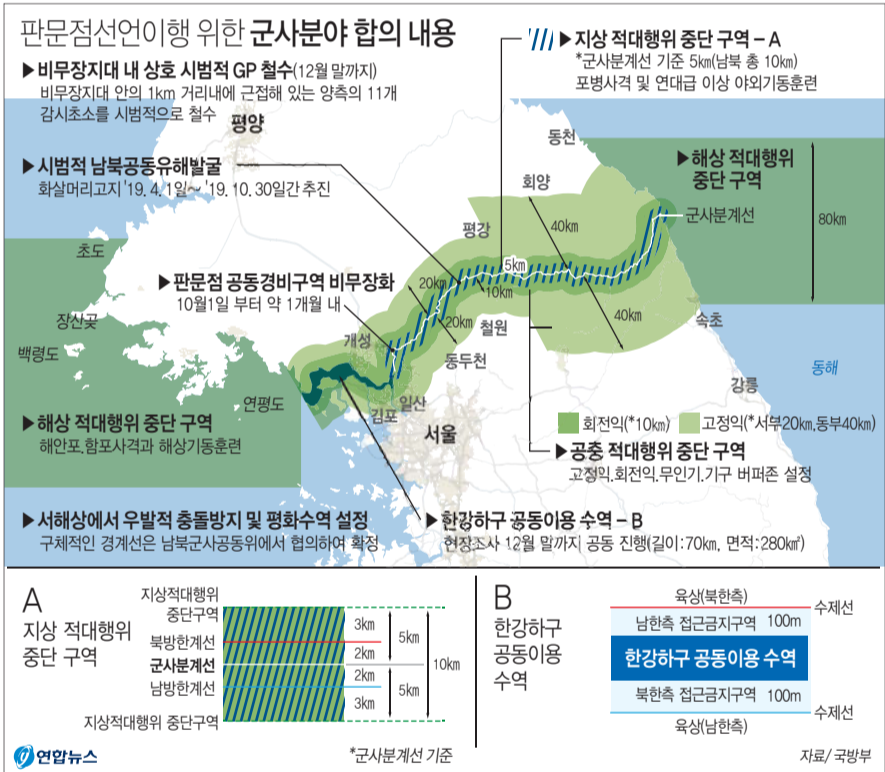 판문점선언이행 위한 군사분야 합의 내용
▶비무장지대 내 상호 시범적 GP 철수(12월 말까지)
비무장지대 안의 1km 거리내에 근접해 있는 양측의 11개
감시초소를 시범적으로 철수
▶지상 적대행위 중단 구역 – A
*군사분계선 기준 5km(남북 총 10km)
포병사격 및 연대급 이상 야외기동훈련
평양
동천
▶시범적 남북공동유해발굴
화살머리고지 '19. 4. 1일~ '19. 10. 30일간 추진
▶해상 적대행위
중단 구역
회양
군사분계선
80km
평강
40km
초도
5km
▶판문점 공동경비구역 비무장화
10월1일 부터 약 1개월 내
20km
10km
장산곶
20km
40km
철원
속초
개성
백령도
동두천
동해
강릉
연평도
일산
김포
▶해상 적대행위 중단 구역
해안포.함포사격과 해상기동훈련
서울
회전익(*10km)
고정익(*서부20km.동부40km)
▶공중 적대행위 중단 구역
고정익.회전익.무인기.기구 버퍼존 설정
▶서해상에서 우발적 충돌방지 및 평화수역 설정
구체적인 경계선은 남북군사공동위에서 협의하여 확정
▶한강하구 공동이용 수역 – B
현장조사 12월 말까지 공동 진행(길이:70km, 면적:280㎢)
A
지상 적대행위
중단 구역
지상적대행위
중단구역
북방한계선
군사분계선
남방한계선
지상적대행위 중단구역
3km
2km
2km
3km
5km
5km
10km
*군사분계선 기준
B
한강하구
공동이용
수역
육상(북한측)
수제선
남한측 접근금지구역 100m
한강하구 공동이용 수역
북한측 접근금지구역 100m
수제선
육상(남한측)
연합뉴스
자료/ 국방부